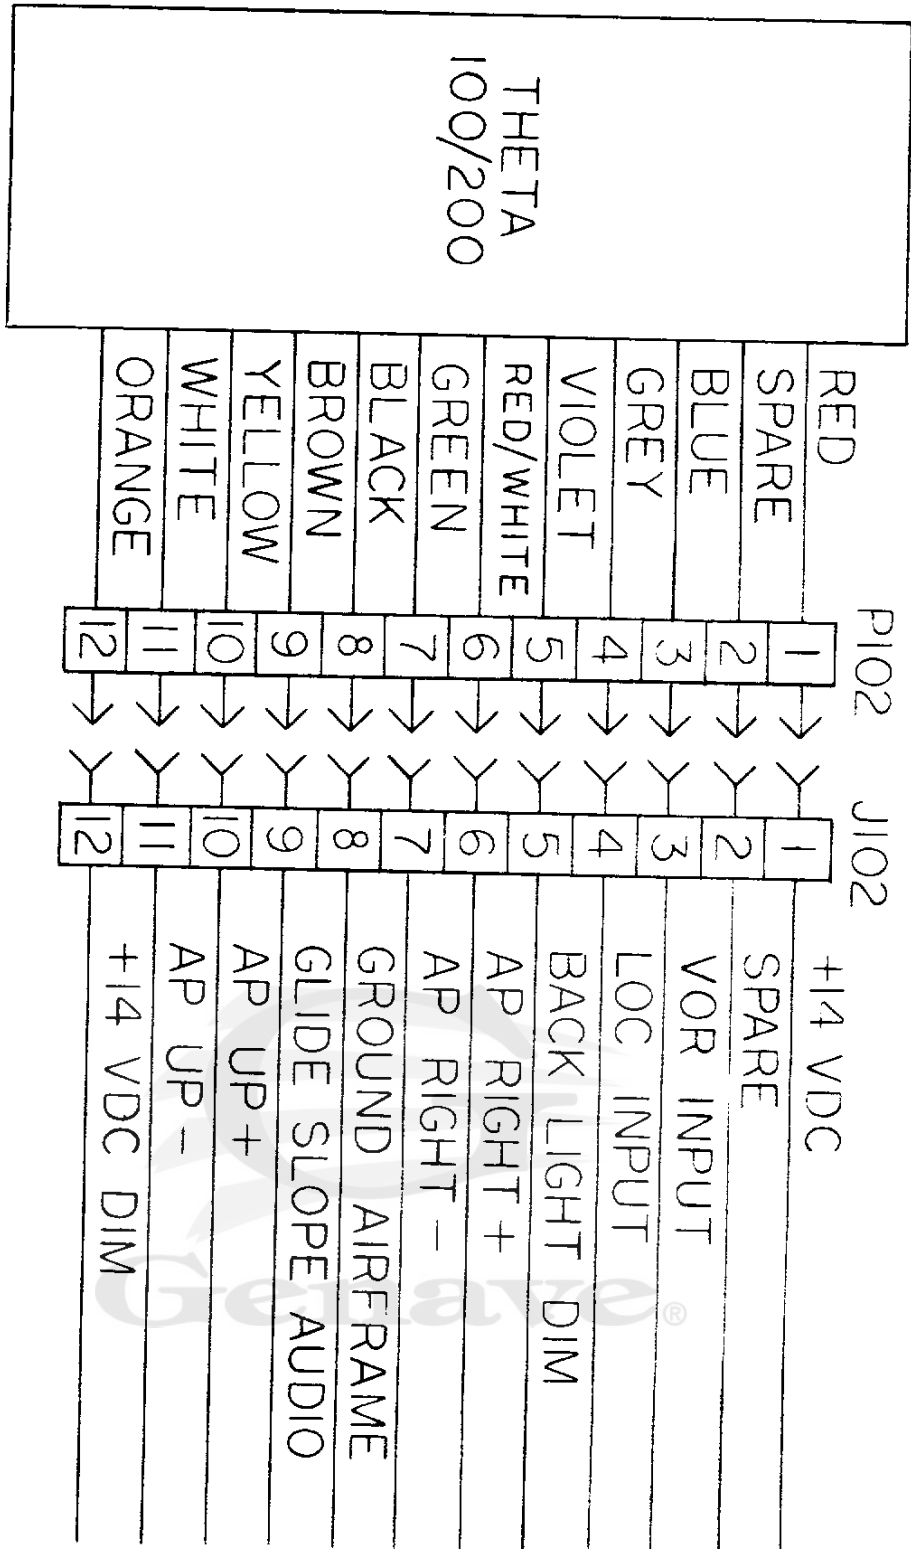 THETA
100/200
RED
SPARE
BLUE
GREY
VIOLET
RED/WHITE
GREEN
BLACK
BROWN
YELLOW
WHITE
ORANGE
P102
1
2
3
4
5
6
7
8
9
10
11
12
J102
1
2
3
4
5
6
7
8
9
10
11
12
+14 VDC
SPARE
VOR INPUT
LOC INPUT
BACK LIGHT DIM
AP RIGHT +
AP RIGHT -
GROUND AIRFRAME
GLIDE SLOPE AUDIO
AP UP+
AP UP -
+14 VDC DIM
Genave®